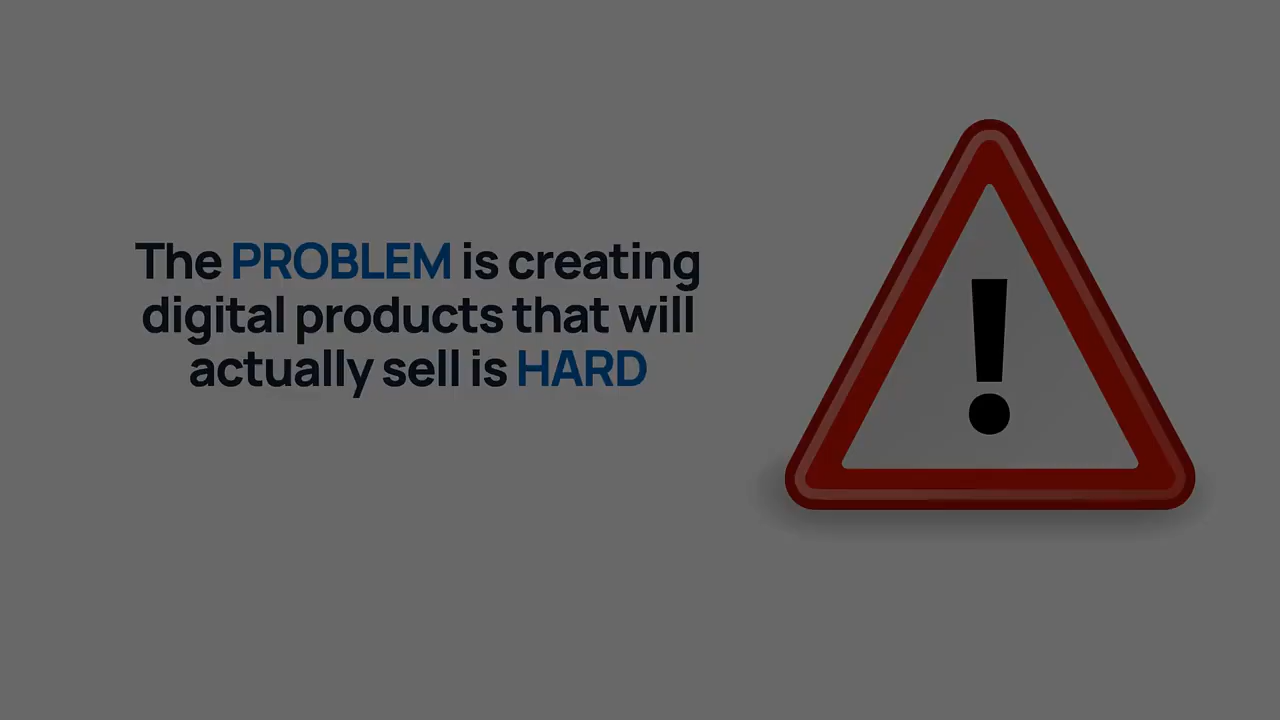 The PROBLEM is creating
digital products that will
actually sell is HARD
!